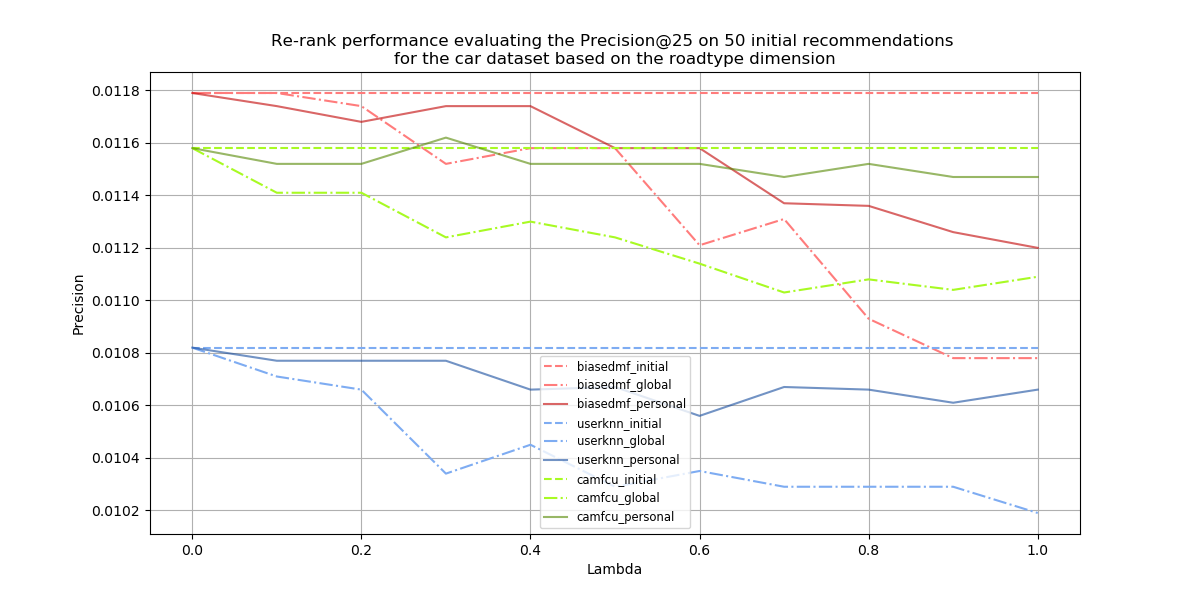 Re-rank performance evaluating the Precision@25 on 50 initial recommendations
for the car dataset based on the roadtype dimension
Precision
0.0118
0.0116
0.0114
0.0112
0.0110
0.0108
0.0106
0.0104
0.0102
biasedmf_initial
biasedmf_global
biasedmf_personal
userknn_initial
userknn_global
userknn_personal
camfcu_initial
camfcu_global
camfcu_personal
0.0 0.2 0.4 0.6 0.8 1.0
Lambda